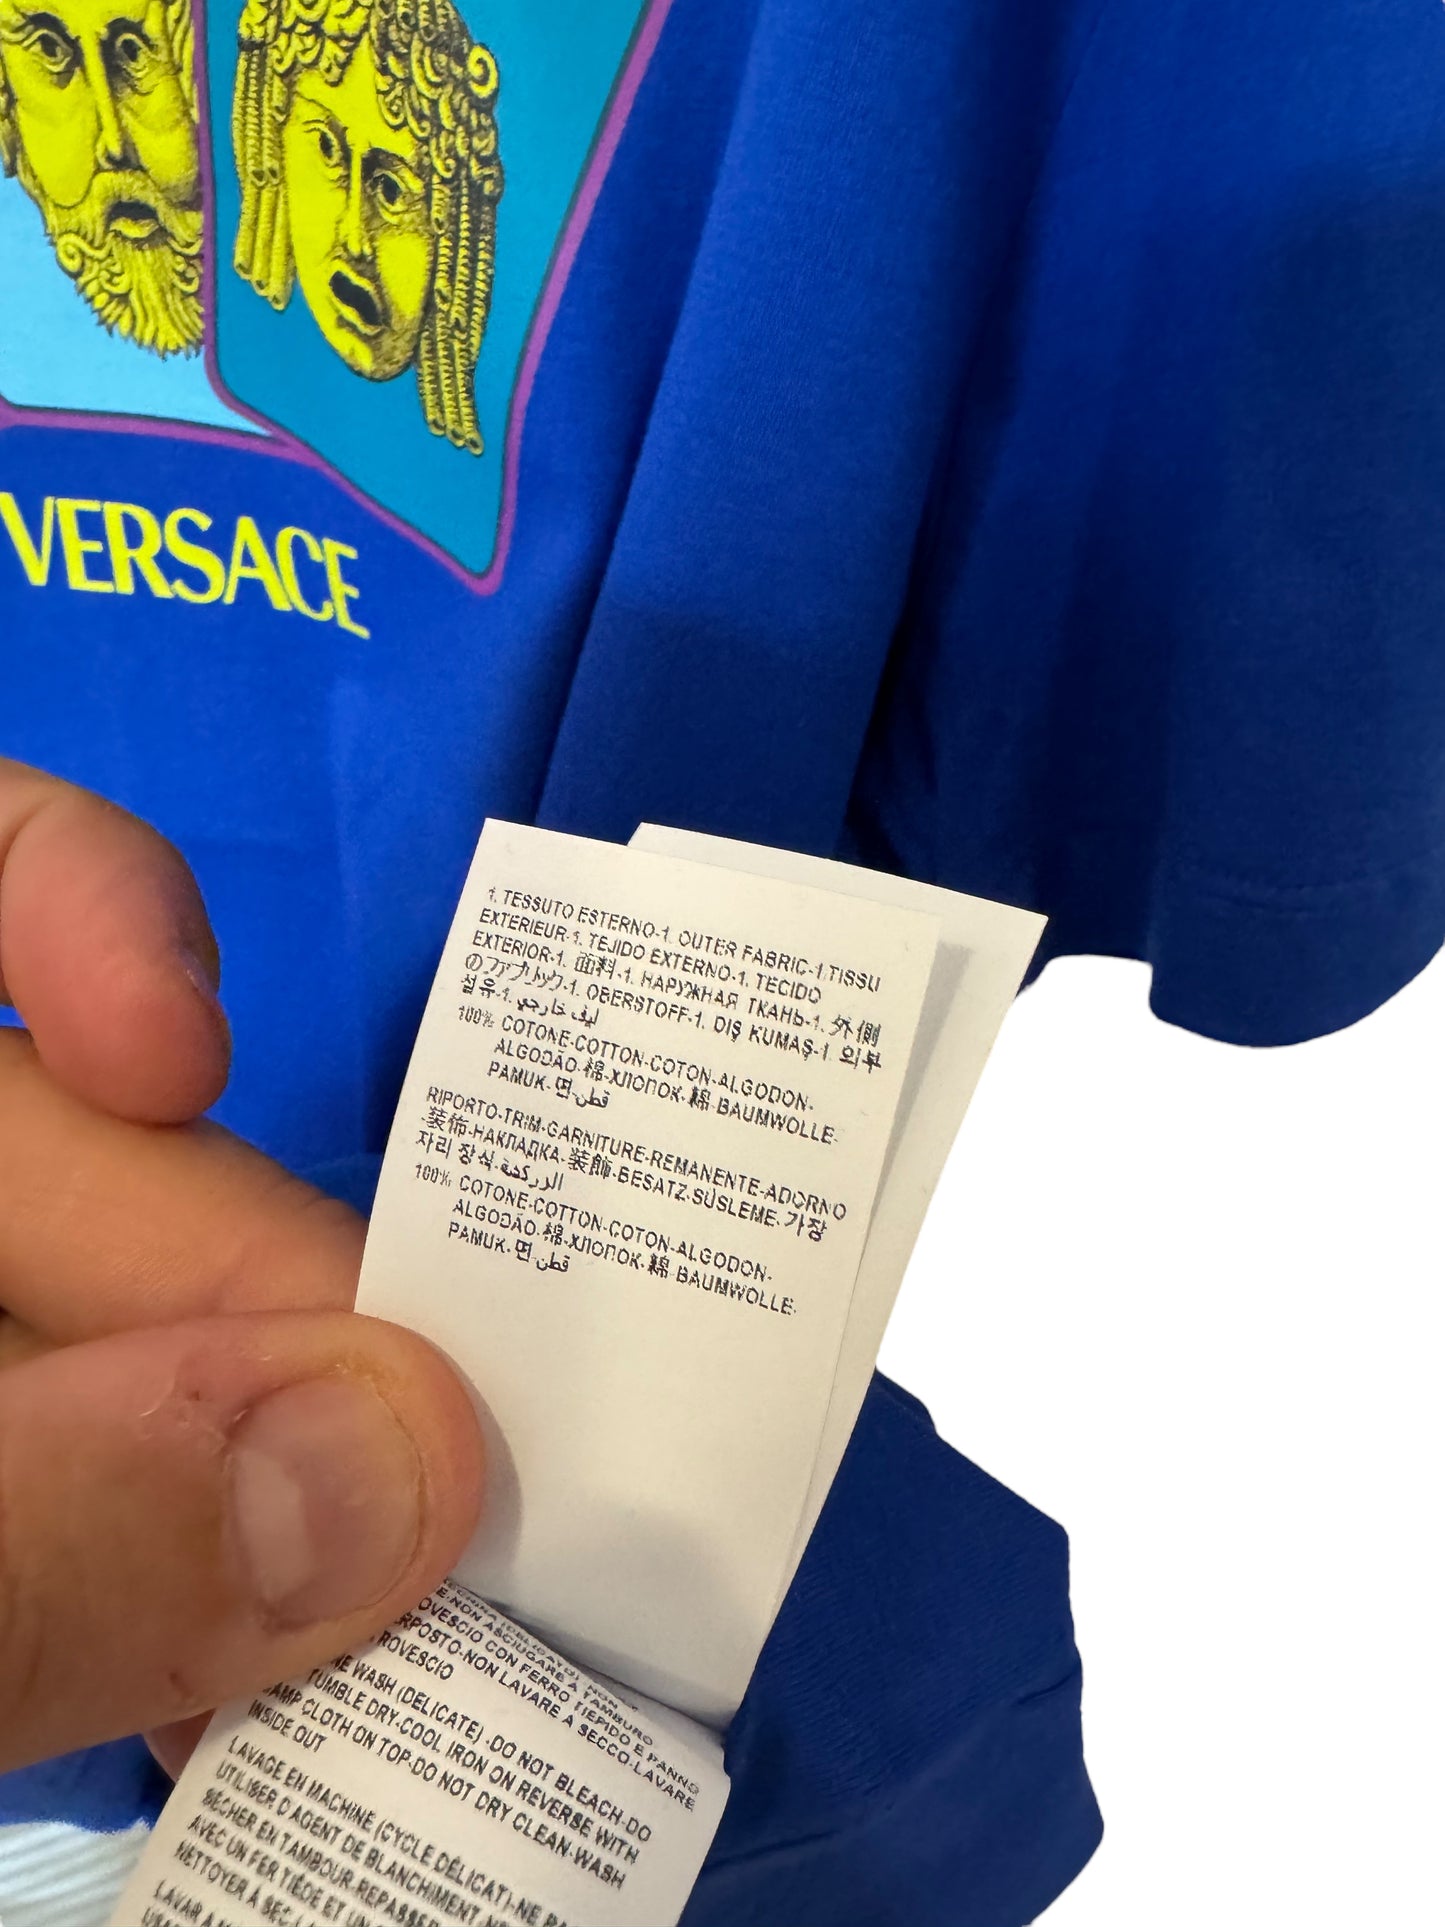 VERSACE
1. TESSUTO ESTERNO-1. OUTER FABRIC-1.TISSU
EXTERIEUR-1. TEJIDO EXTERNO-1. TECIDO
EXTERIOR-1. 面料-1. НАРУЖНАЯ ТКАНЬ-1. 外側
のファブリック-1. OBERSTOFF-1. DIŞ KUMAŞ-1. 외부
섬유-1. ليف خارجي
100% COTONE-COTTON-COTON-ALGODON-
ALGODÃO-棉-ХЛОПОК-綿-BAUMWOLLE-
PAMUK-면-قطن
RIPORTO-TRIM-GARNITURE-REMANENTE-ADORNO
-装饰-НАКЛАДКА-装飾-BESATZ-SÜSLEME-가장
자리 장식-الزركشة
100% COTONE-COTTON-COTON-ALGODON-
ALGODÃO-棉-ХЛОПОК-綿-BAUMWOLLE-
PAMUK-면-قطن
NON
E-NON ASCIUGARE A TAMBURO
ROVESCIO CON FERRO TIEPIDO E PANNO
-NON LAVARE A SECCO-LAVARE
ROVESCIO
WASH (DELICATE) -DO NOT BLEACH-DO
TUMBLE DRY-COOL IRON ON REVERSE WITH
CLOTH ON TOP-DO NOT DRY CLEAN-WASH
INSIDE OUT
LAVAGE EN MACHINE (CYCLE DÉLICAT)-NE
UTILISER D'AGENT DE BLANCHIMENT
SÉCHER EN TAMBOUR-REPASSER
AVEC UN FER TIÈDE ET UN
NETTOYER À SEC
LAVAR A